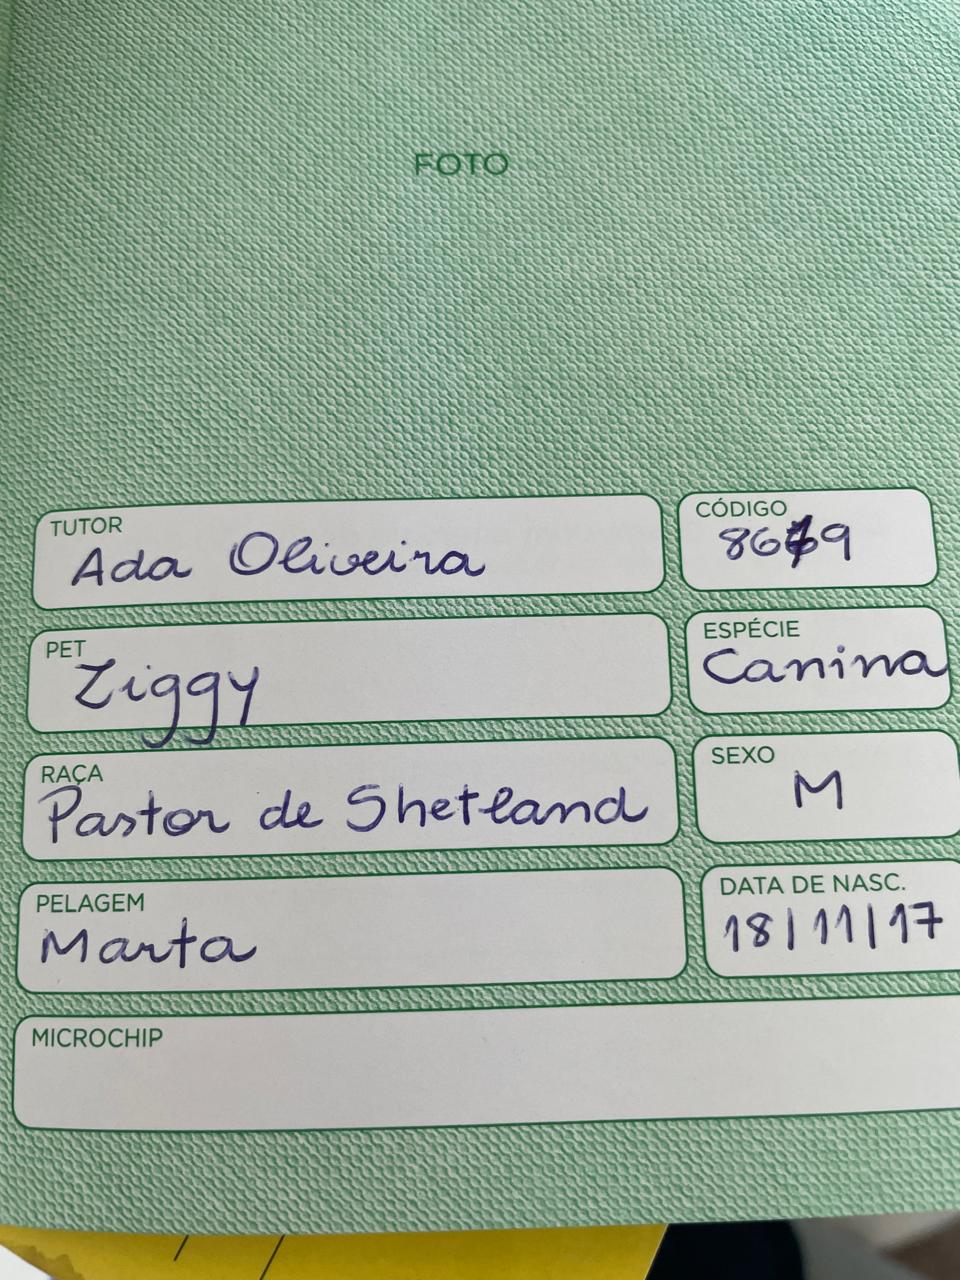 FOTO
TUTOR
Ada Oliveira
CÓDIGO
PET
Ziggy
ESPÉCIE
Canina
RAÇA
Pastor de Shetland
SEXO
M
PELAGEM
Marta
DATA DE NASC.
18/11/17
MICROCHIP